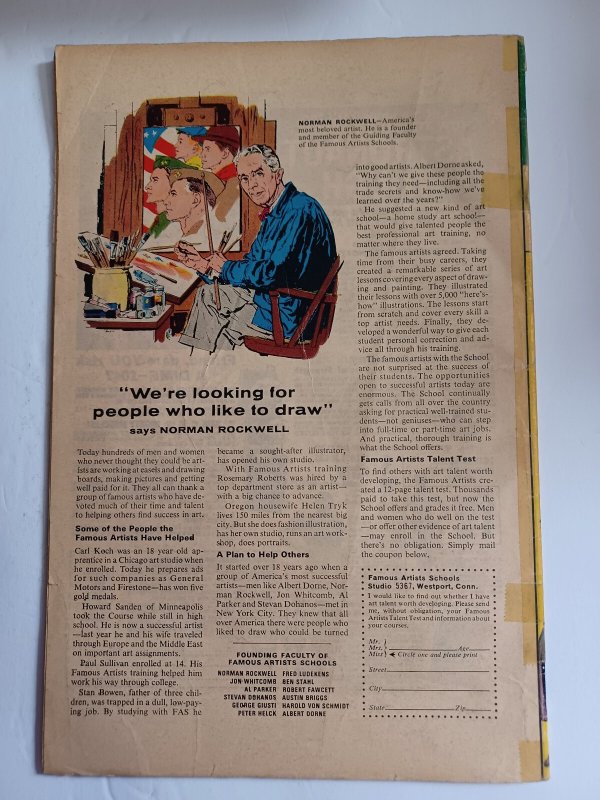 NORMAN ROCKWELL—America's
most beloved artist. He is a founder
and member of the Guiding Faculty
of the Famous Artists Schools.
"We're looking for
people who like to draw"
says NORMAN ROCKWELL
Today hundreds of men and women
who never thought they could be art-
ists are working at easels and drawing
boards, making pictures and getting
well paid for it. They all can thank a
group of famous artists who have de-
voted much of their time and talent
to helping others find success in art.
Some of the People the
Famous Artists Have Helped
Carl Koch was an 18 year old ap-
prentice in a Chicago art studio when
he enrolled. Today he prepares ads
for such companies as General
Motors and Firestone—has won five
gold medals.
Howard Sanden of Minneapolis
took the Course while still in high
school. He is now a successful artist
—last year he and his wife traveled
through Europe and the Middle East
on important art assignments.
Paul Sullivan enrolled at 14. His
Famous Artists training helped him
work his way through college.
Stan Bowen, father of three chil-
dren, was trapped in a dull, low-pay-
ing job. By studying with FAS he
became a sought-after illustrator,
has opened his own studio.
With Famous Artists training
Rosemary Roberts was hired by a
top department store as an artist—
with a big chance to advance.
Oregon housewife Helen Tryk
lives 150 miles from the nearest big
city. But she does fashion illustration,
has her own studio, runs an art work-
shop, does portraits.
A Plan to Help Others
It started over 18 years ago when a
group of America's most successful
artists—men like Albert Dorne, Nor-
man Rockwell, Jon Whitcomb, Al
Parker and Stevan Dohanos—met in
New York City. They knew that all
over America there were people who
liked to draw who could be turned
into good artists. Albert Dorne asked,
"Why can't we give these people the
training they need—including all the
trade secrets and know-how we've
learned over the years?"
He suggested a new kind of art
school—a home study art school—
that would give talented people the
best professional art training, no
matter where they live.
The famous artists agreed. Taking
time from their busy careers, they
created a remarkable series of art
lessons covering every aspect of draw-
ing and painting. They illustrated
their lessons with over 5,000 "here's-
how" illustrations. The lessons start
from scratch and cover every skill a
top artist needs. Finally, they de-
veloped a wonderful way to give each
student personal correction and ad-
vice all through his training.
The famous artists with the School
are not surprised at the success of
their students. The opportunities
open to successful artists today are
enormous. The School continually
gets calls from all over the country
asking for practical well-trained stu-
dents—not geniuses—who can step
into full-time or part-time art jobs.
And practical, thorough training is
what the School offers.
Famous Artists Talent Test
To find others with art talent worth
developing, the Famous Artists cre-
ated a 12-page talent test. Thousands
paid to take this test, but now the
School offers and grades it free. Men
and women who do well on the test
—or offer other evidence of art talent
—may enroll in the School. But
there's no obligation. Simply mail
the coupon below.
FOUNDING FACULTY OF
FAMOUS ARTISTS SCHOOLS
NORMAN ROCKWELL FRED LUDEKENS
JON WHITCOMB BEN STAHL
AL PARKER ROBERT FAWCETT
STEVAN DOHANOS AUSTIN BRIGGS
GEORGE GIUSTI HAROLD VON SCHMIDT
PETER HELCK ALBERT DORNE
Famous Artists Schools
Studio 5367, Westport, Conn.
I would like to find out whether I have
art talent worth developing. Please send
me, without obligation, your Famous
Artists Talent Test and information about
your courses.
Mr.
Mrs. Age
Miss Circle one and please print
Street
City
State Zip